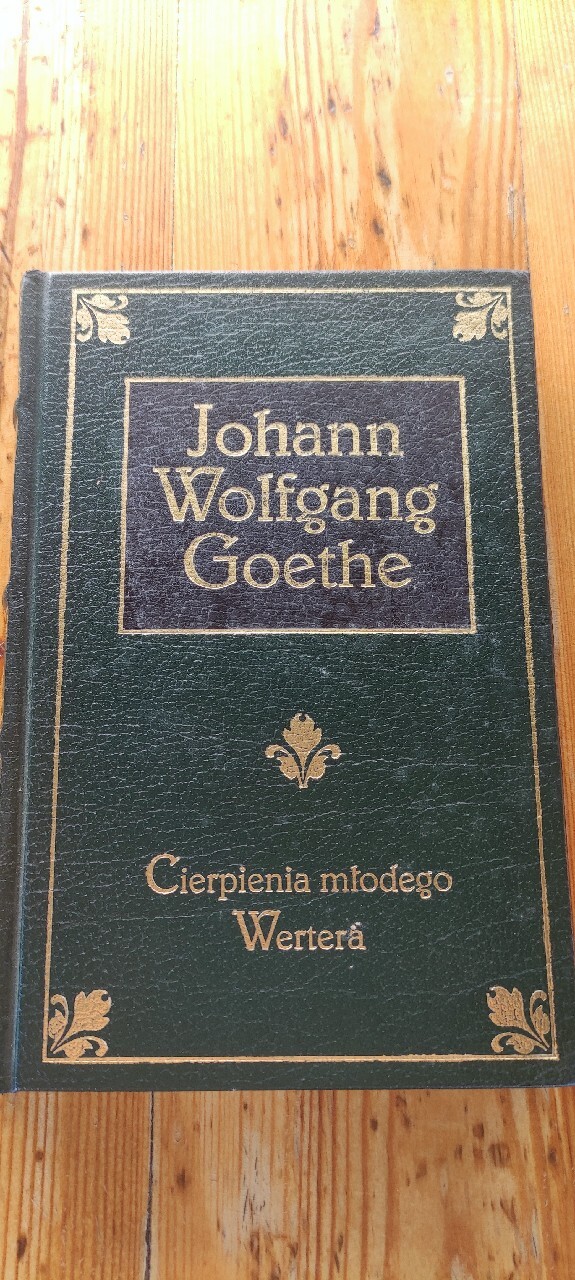 Johann
Wolfgang
Goethe
Cierpienia młodego
Wertera